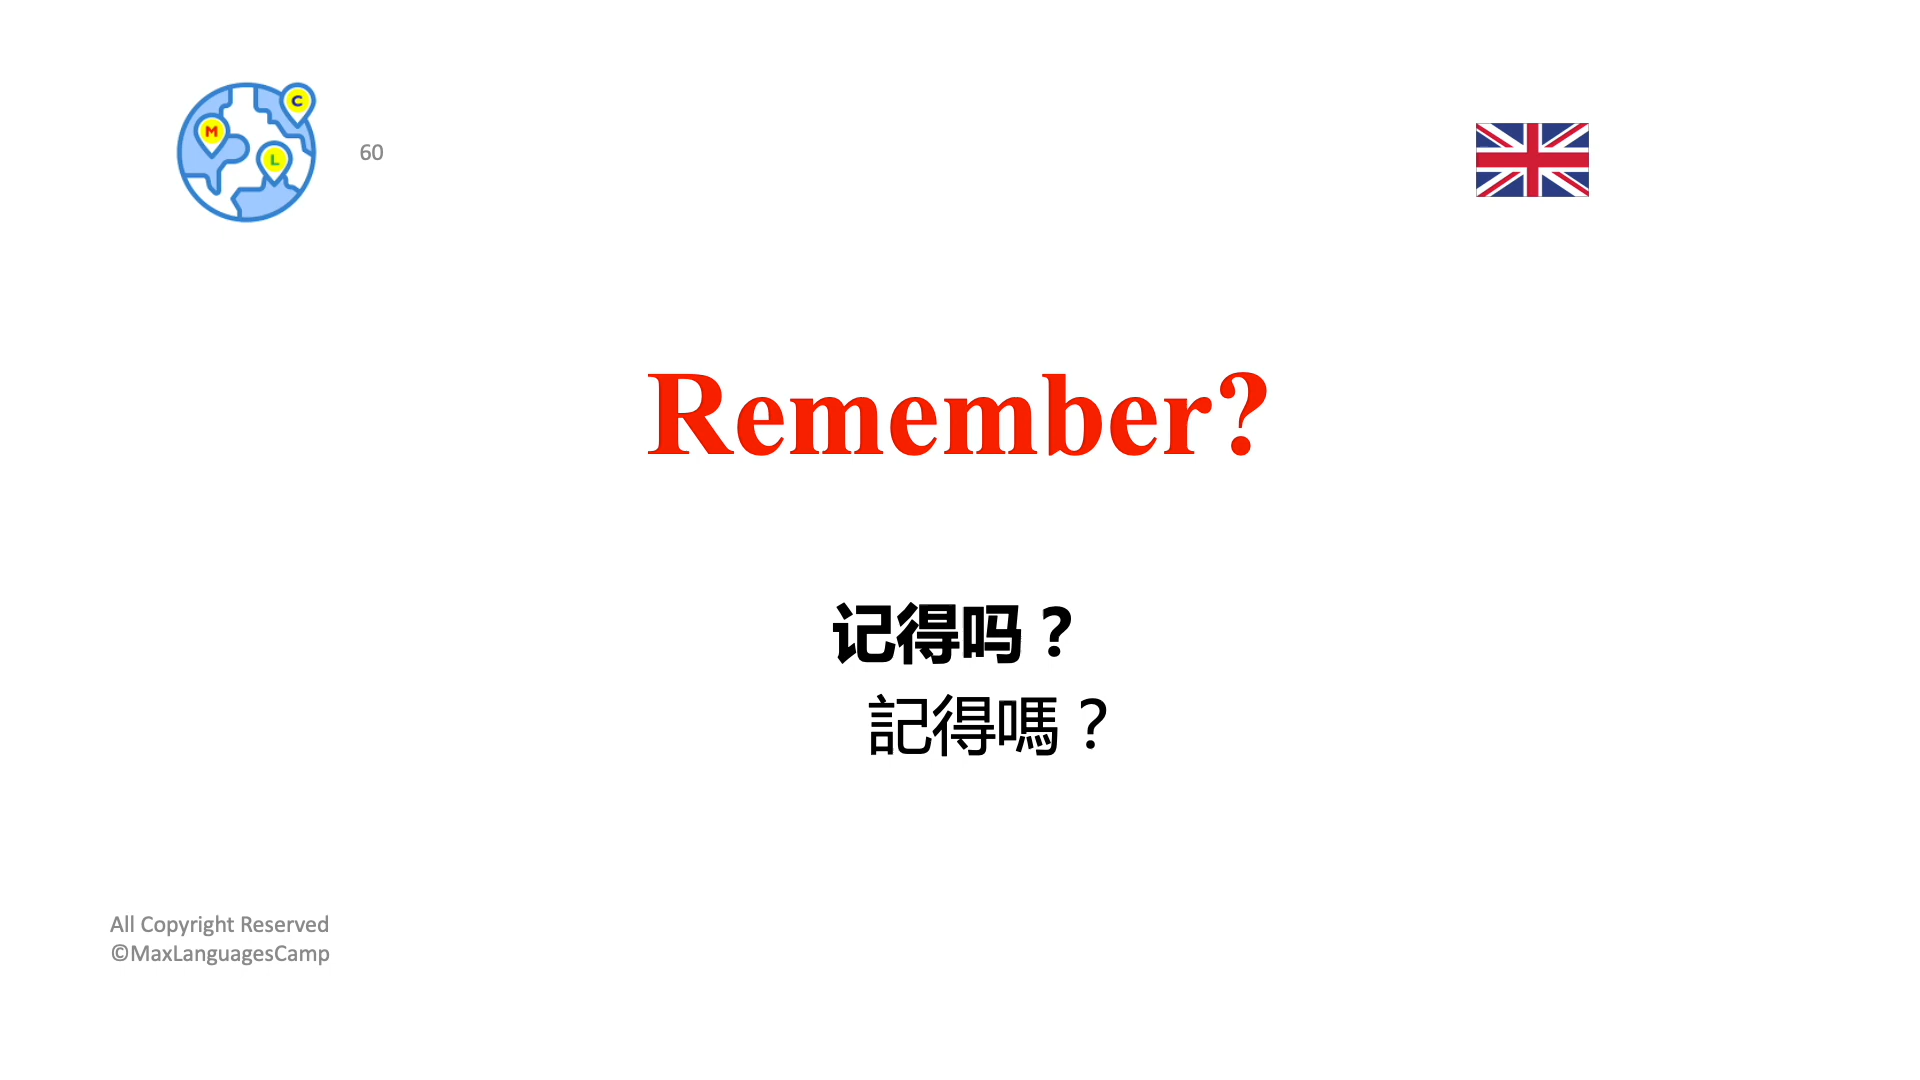 C
M
L
60
Remember?
记得吗？
記得嗎？
All Copyright Reserved
©MaxLanguagesCamp